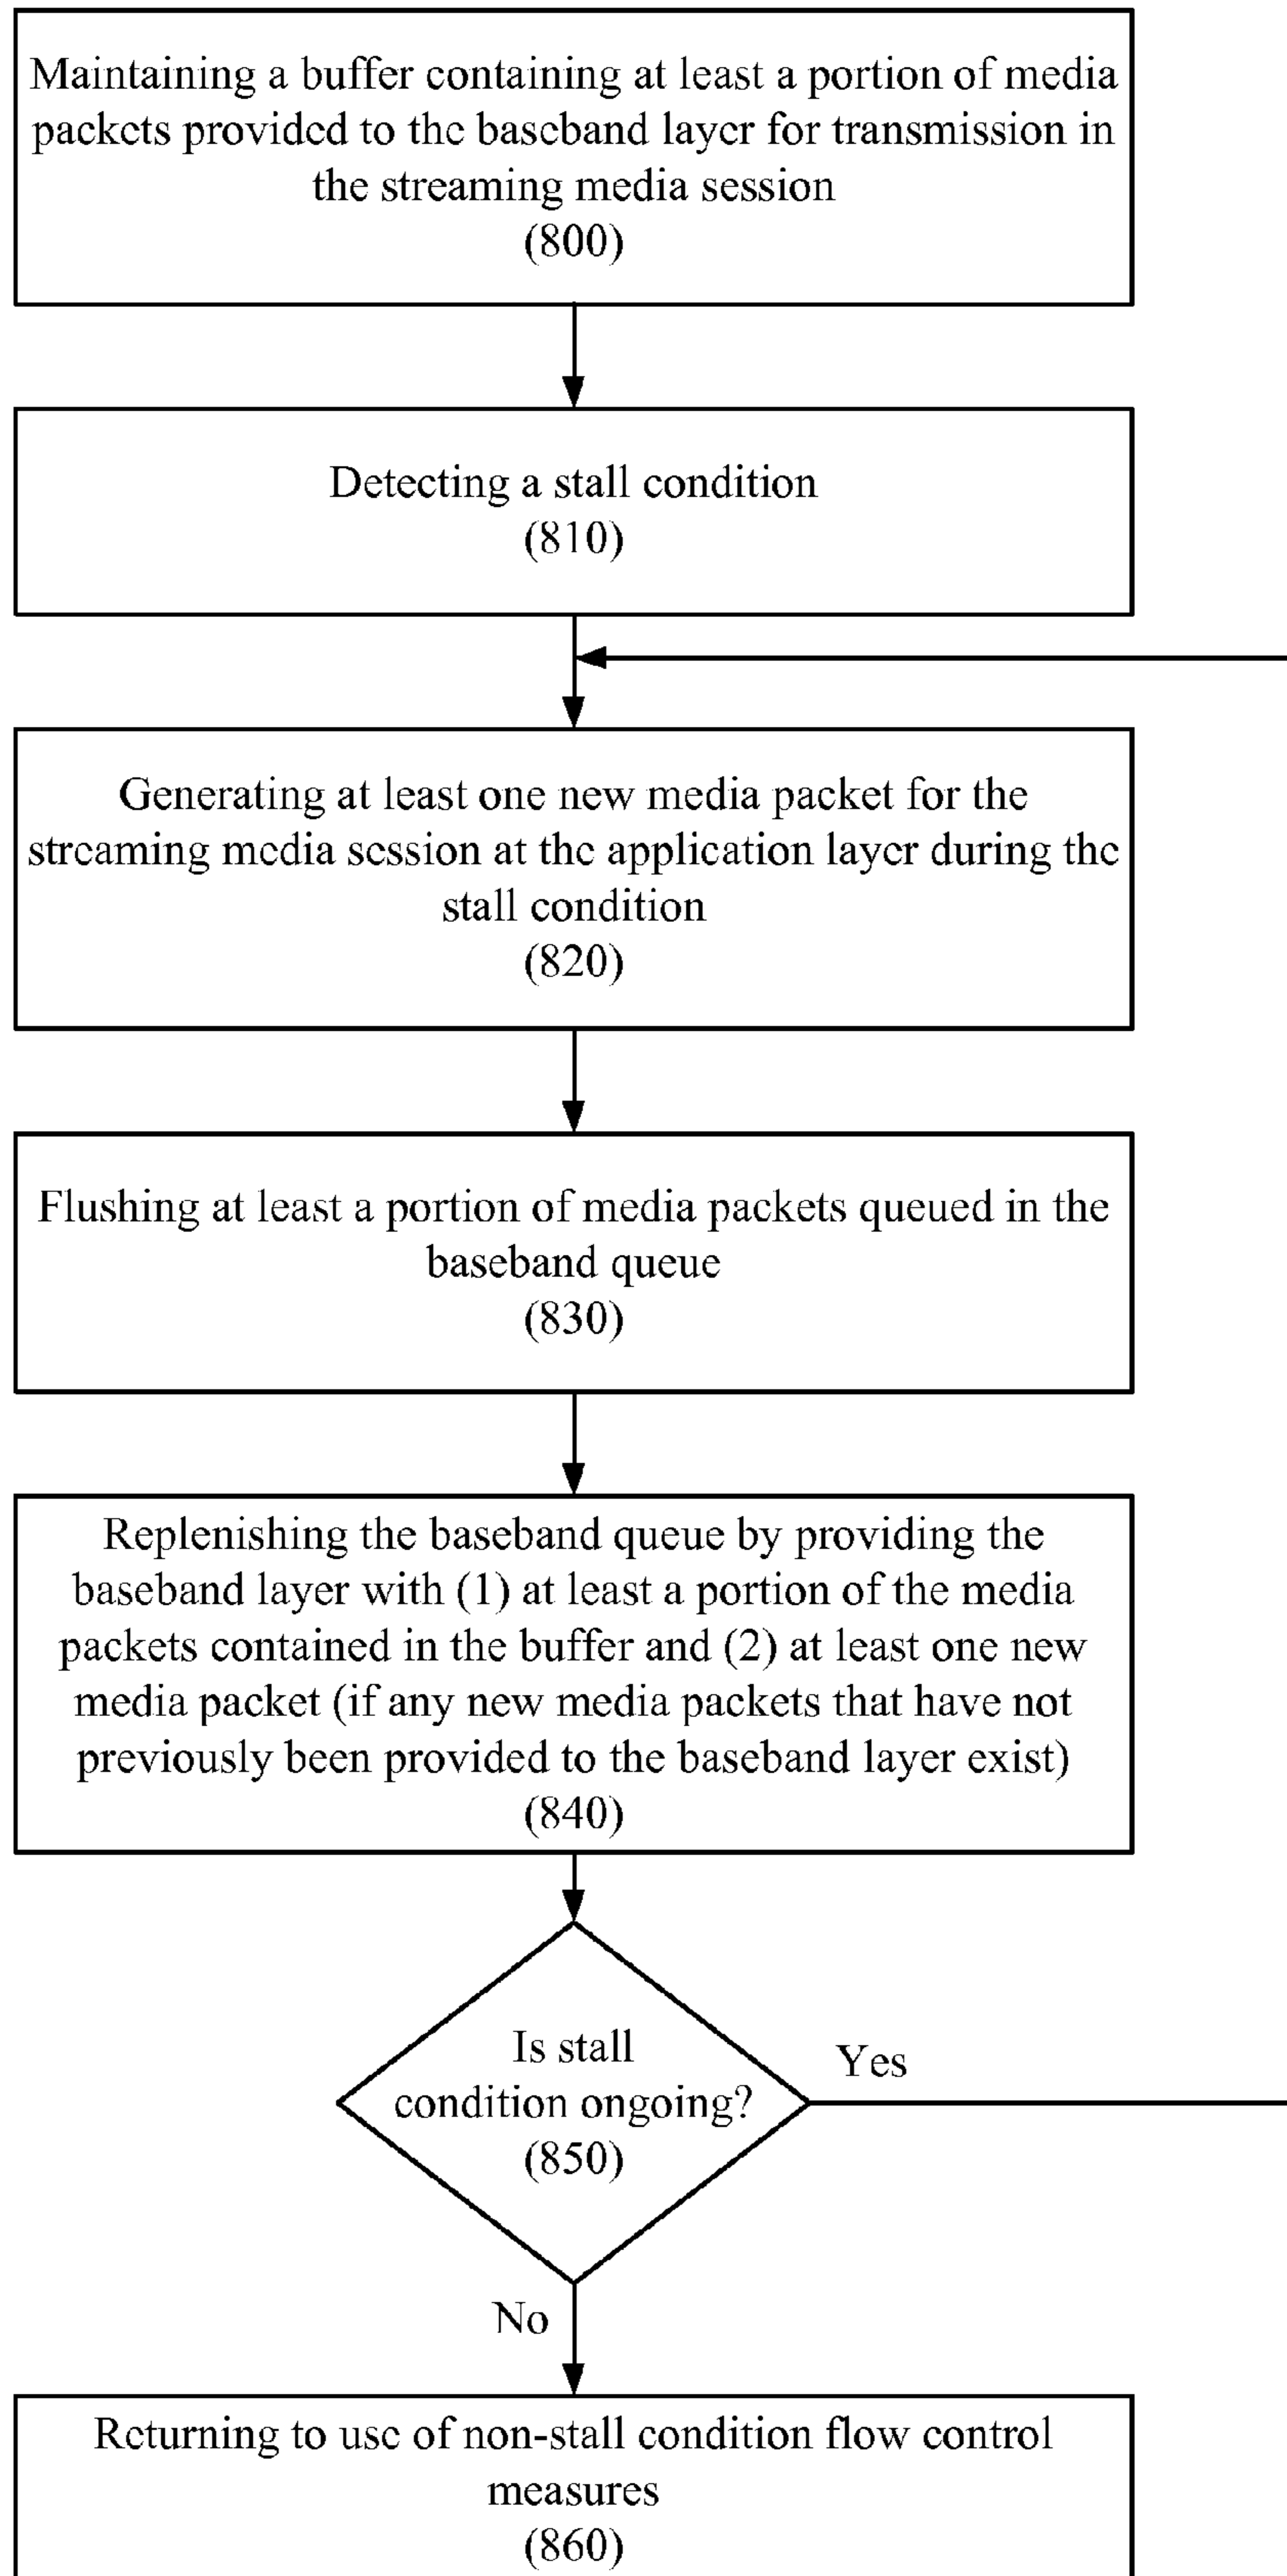 Maintaining a buffer containing at least a portion of media
packets provided to the baseband layer for transmission in
the streaming media session
(800)
Detecting a stall condition
(810)
Generating at least one new media packet for the
streaming media session at the application layer during the
stall condition
(820)
Flushing at least a portion of media packets queued in the
baseband queue
(830)
Replenishing the baseband queue by providing the
baseband layer with (1) at least a portion of the media
packets contained in the buffer and (2) at least one new
media packet (if any new media packets that have not
previously been provided to the baseband layer exist)
(840)
Is stall
condition ongoing?
(850)
Yes
No
Returning to use of non-stall condition flow control
measures
(860)